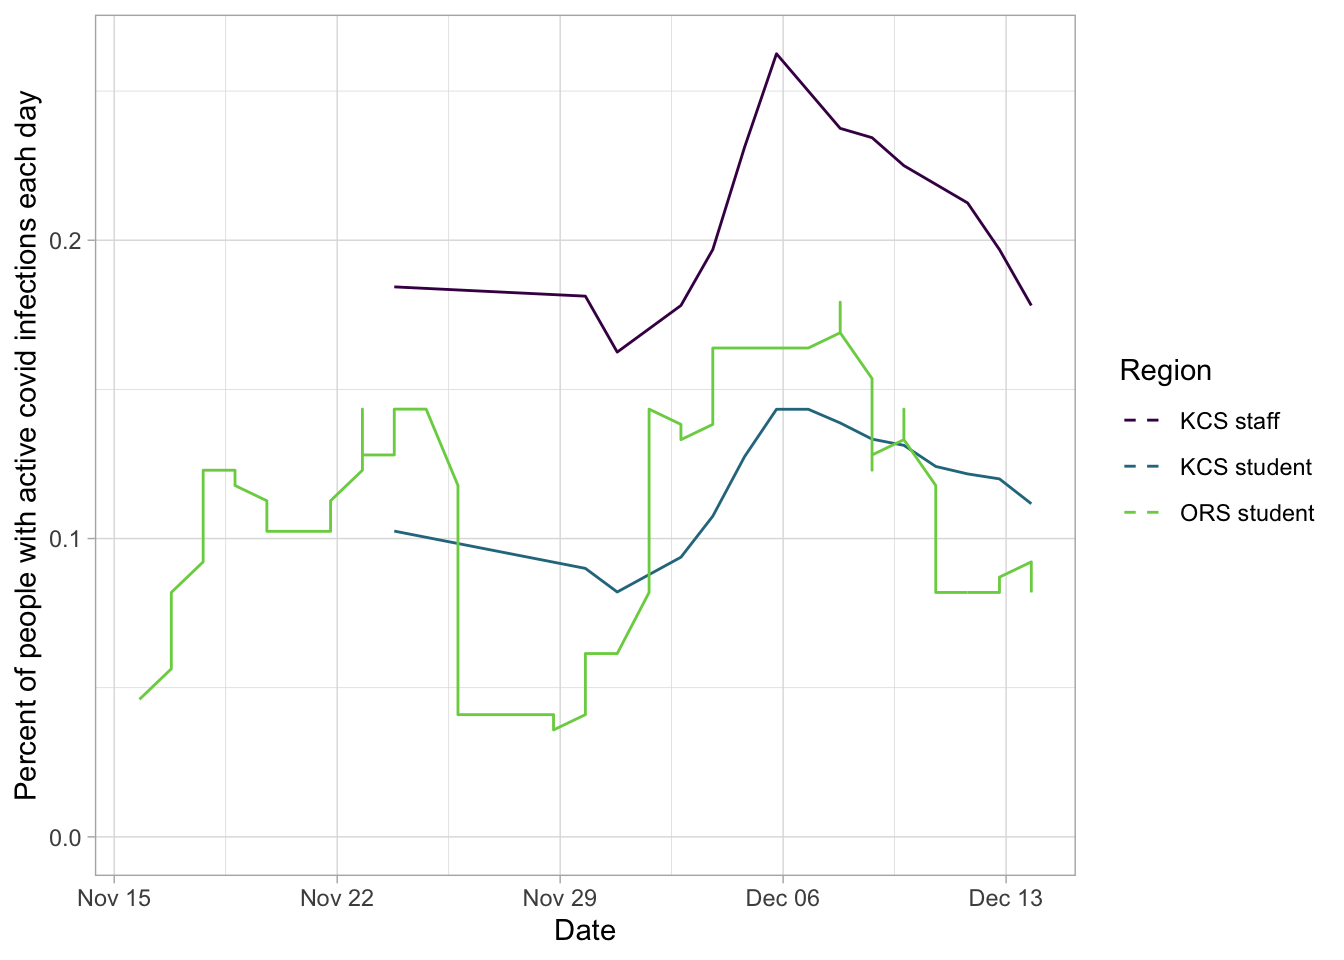 Percent of people with active covid infections each day
0.2
0.1
0.0
Nov 15
Nov 22
Nov 29
Dec 06
Dec 13
Date
Region
KCS staff
KCS student
ORS student